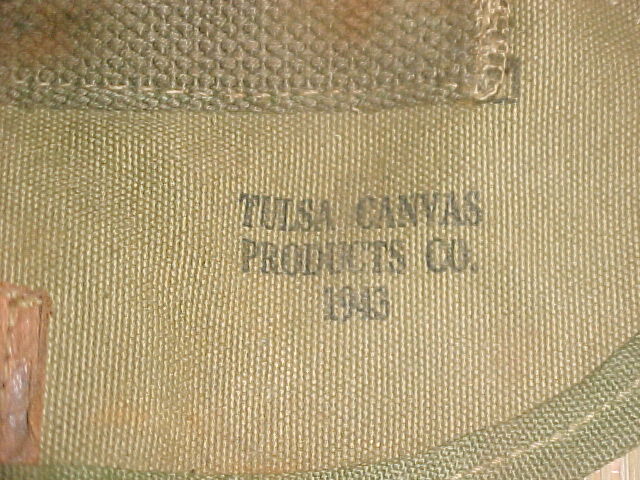 TULSA CANVAS
PRODUCTS CO.
1943